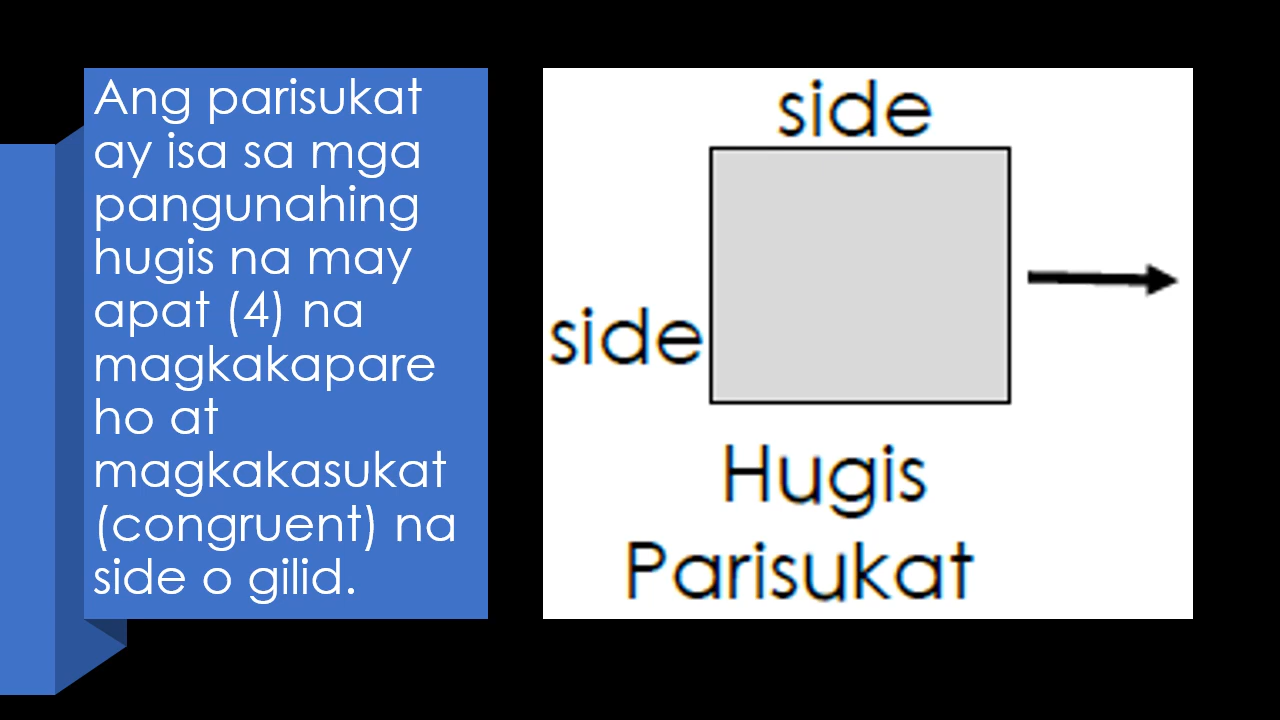 Ang parisukat
ay isa sa mga
pangunahing
hugis na may
apat (4) na
magkakapare
ho at
magkakasukat
(congruent) na
side o gilid.
side
side
Hugis
Parisukat